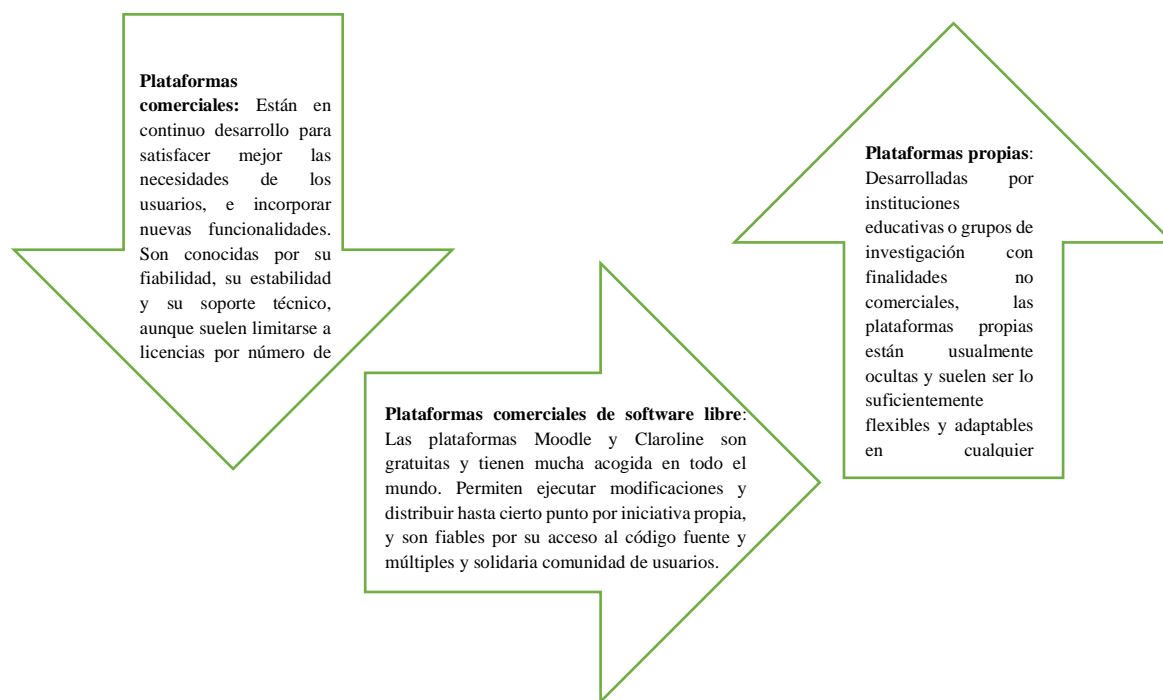 Plataformas
comerciales: Están en
continuo desarrollo para
satisfacer mejor las
necesidades de los
usuarios, e incorporar
nuevas funcionalidades.
Son conocidas por su
fiabilidad, su estabilidad
y su soporte técnico,
aunque suelen limitarse a
licencias por número de
Plataformas comerciales de software libre:
Las plataformas Moodle y Claroline son
gratuitas y tienen mucha acogida en todo el
mundo. Permiten ejecutar modificaciones y
distribuir hasta cierto punto por iniciativa propia,
y son fiables por su acceso al código fuente y
múltiples y solidaria comunidad de usuarios.
Plataformas propias:
Desarrolladas por
instituciones
educativas o grupos de
investigación con
finalidades no
comerciales, las
plataformas propias
están usualmente
ocultas y suelen ser lo
suficientemente
flexibles y adaptables
en cualquier